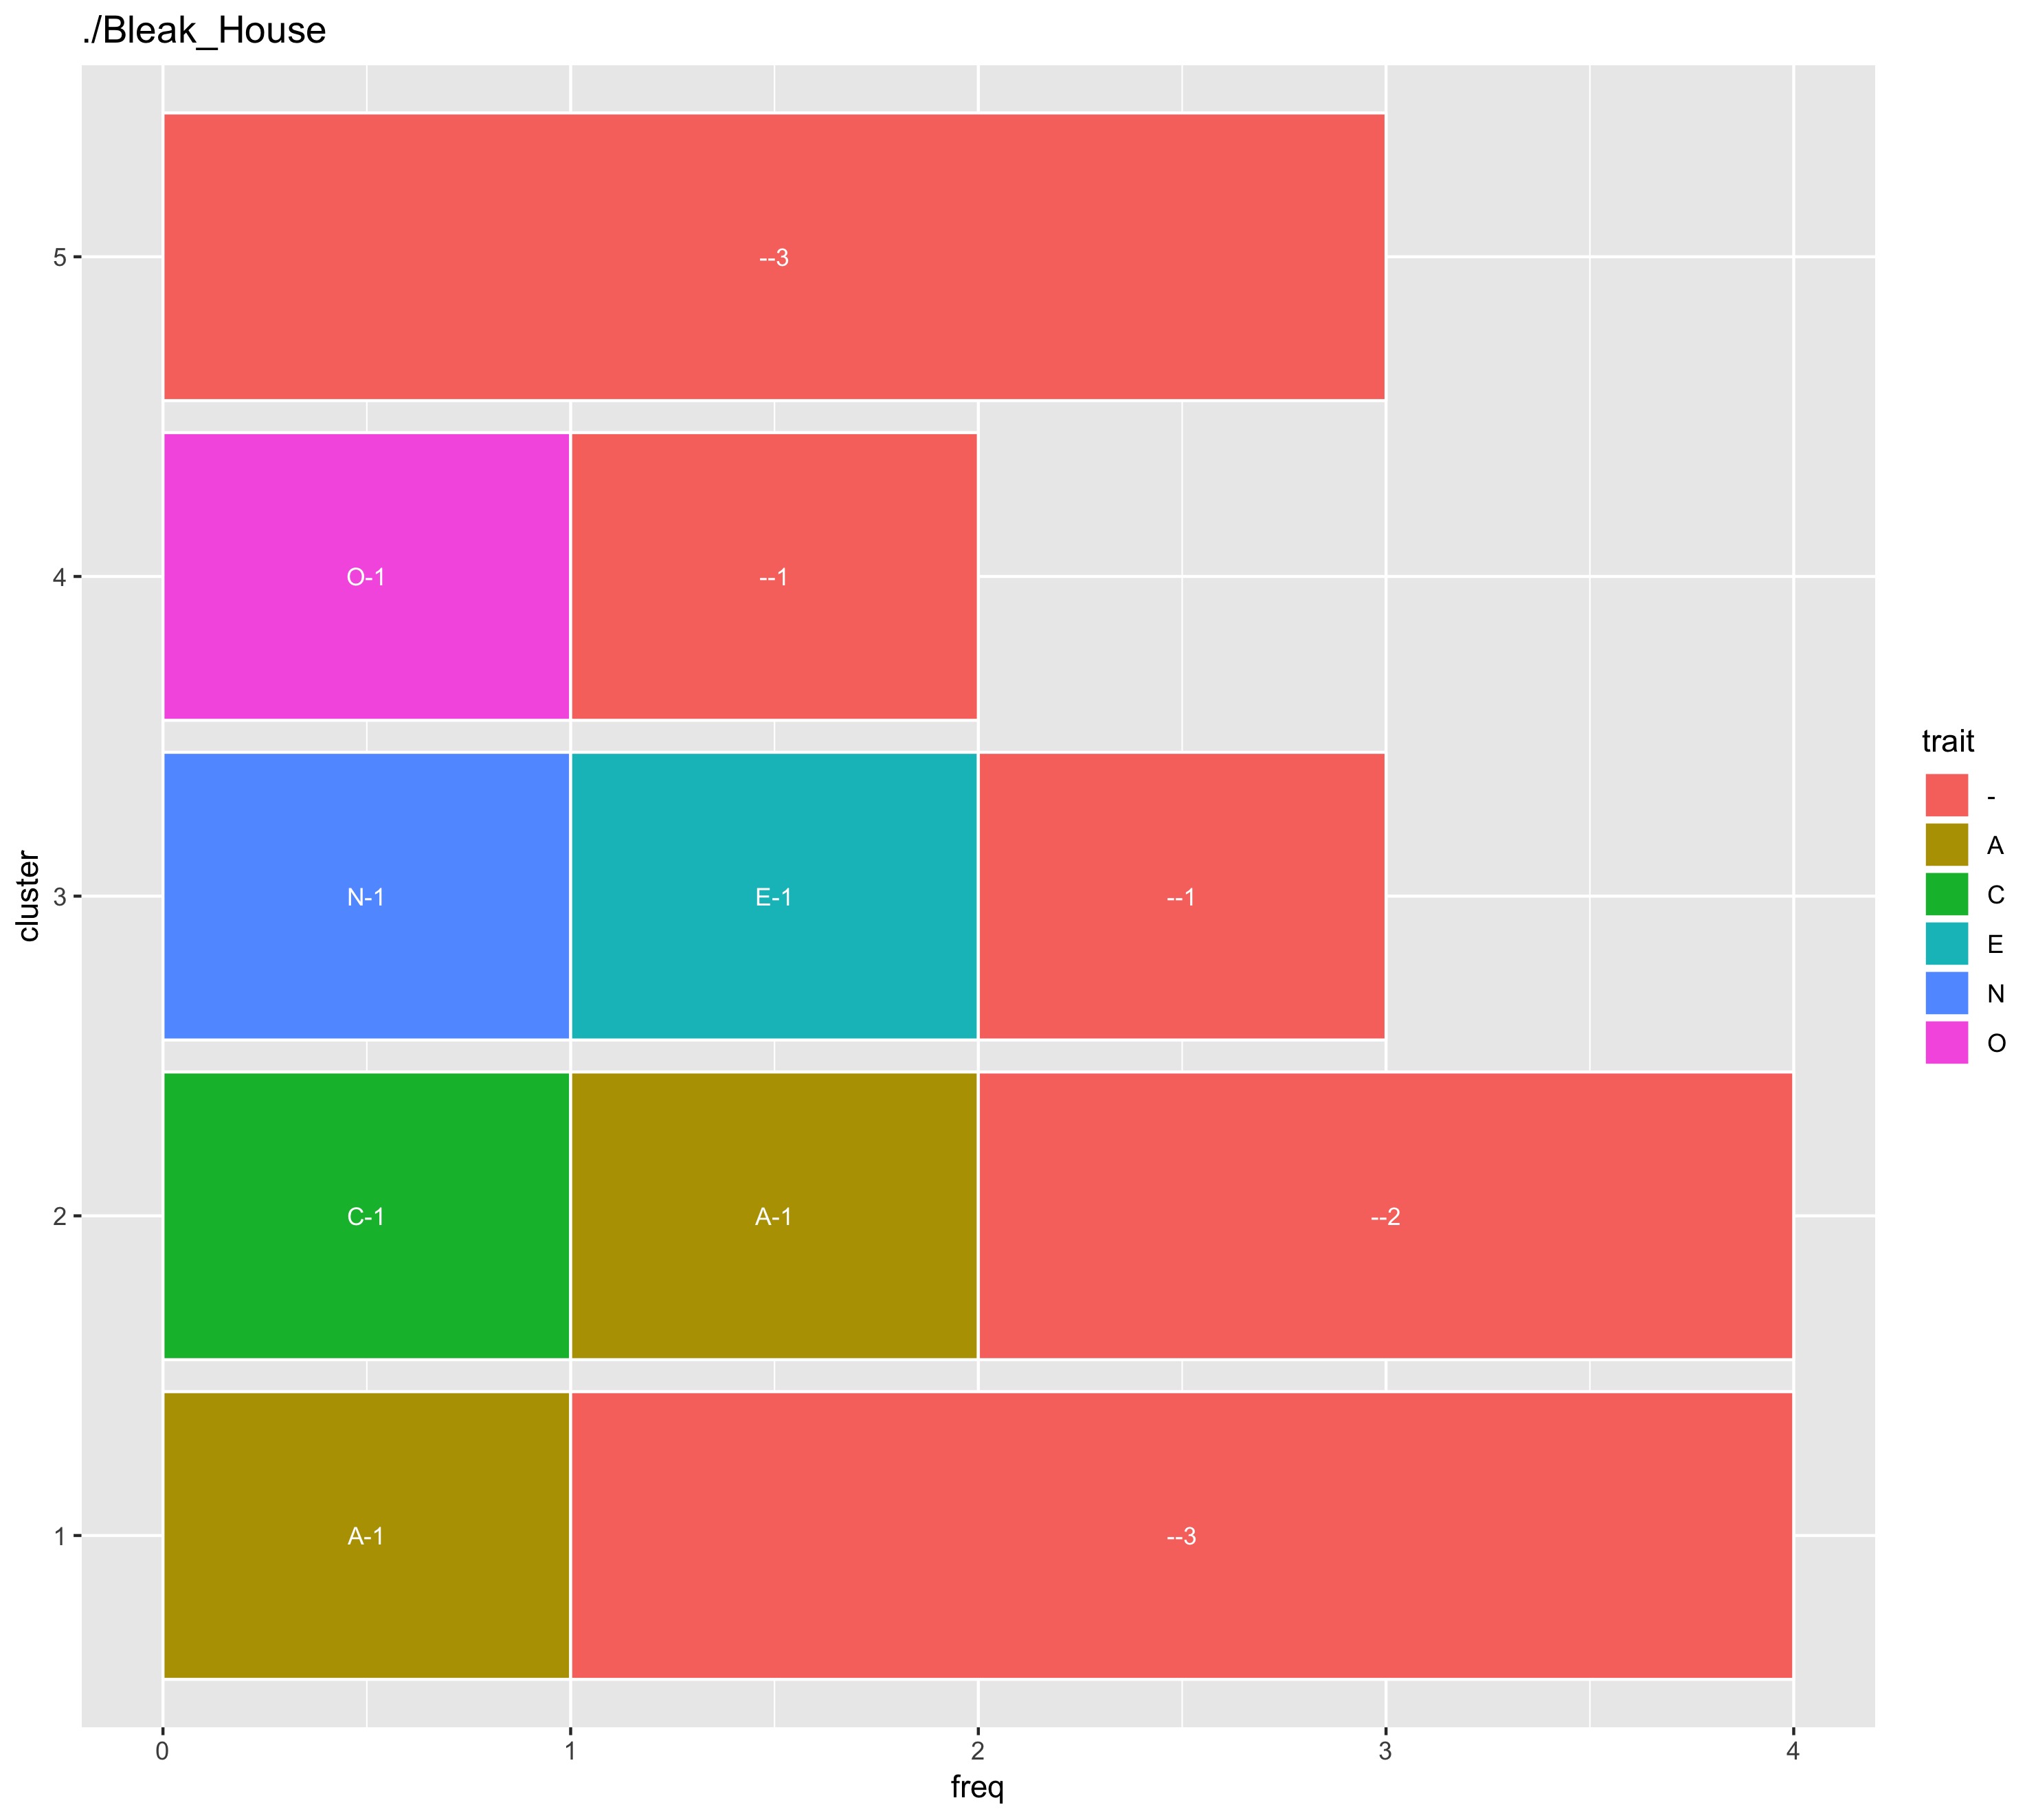 ./Bleak_House
5
--3
4
O-1 --1
3
N-1 E-1 --1
2
C-1 A-1 --2
1
A-1 --3
0 1 2 3 4
freq
cluster
trait
-
A
C
E
N
O